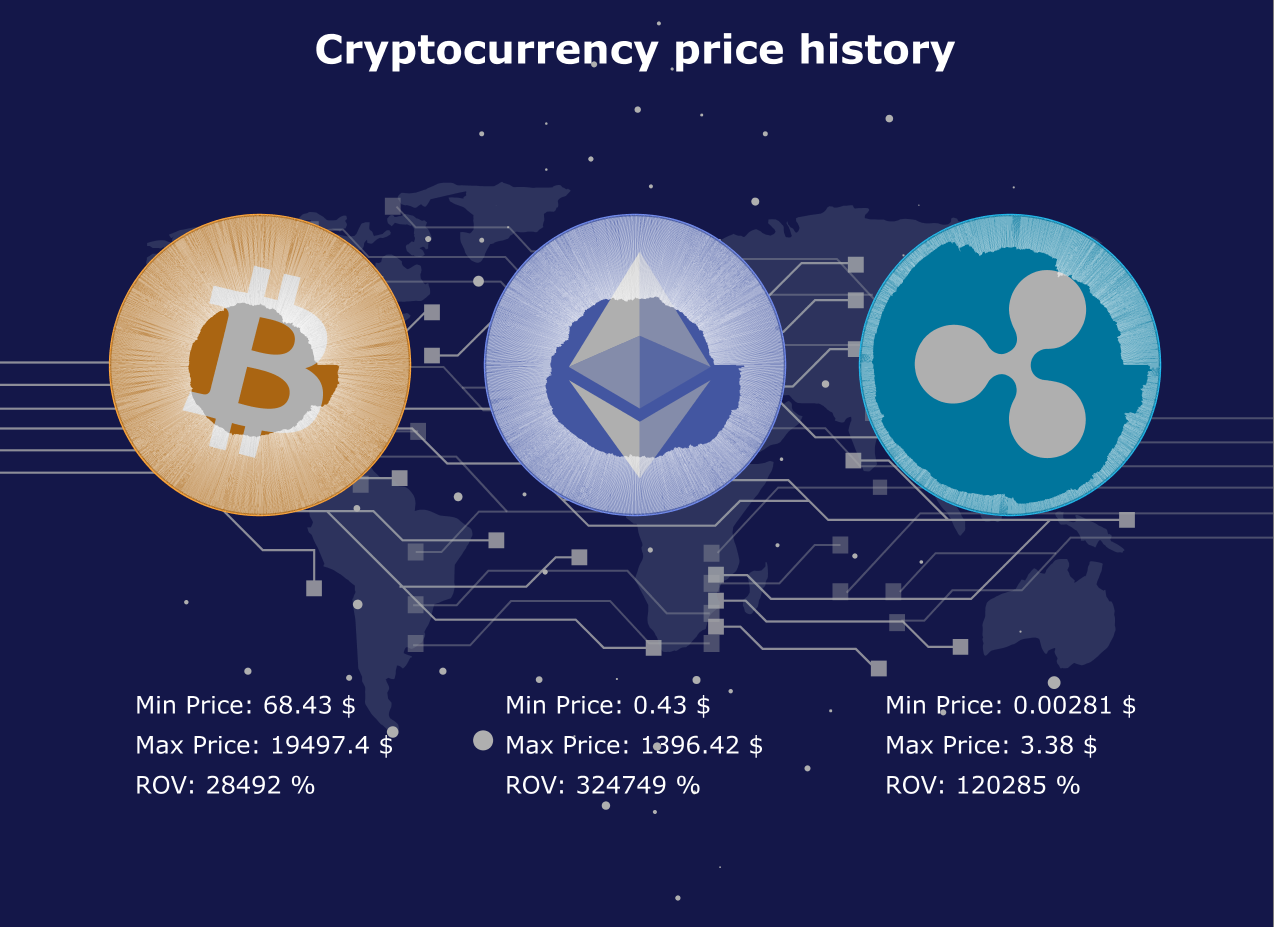 Cryptocurrency price history
Min Price: 68.43 $
Max Price: 19497.4 $
ROV: 28492 %
Min Price: 0.43 $
Max Price: 1396.42 $
ROV: 324749 %
Min Price: 0.00281 $
Max Price: 3.38 $
ROV: 120285 %